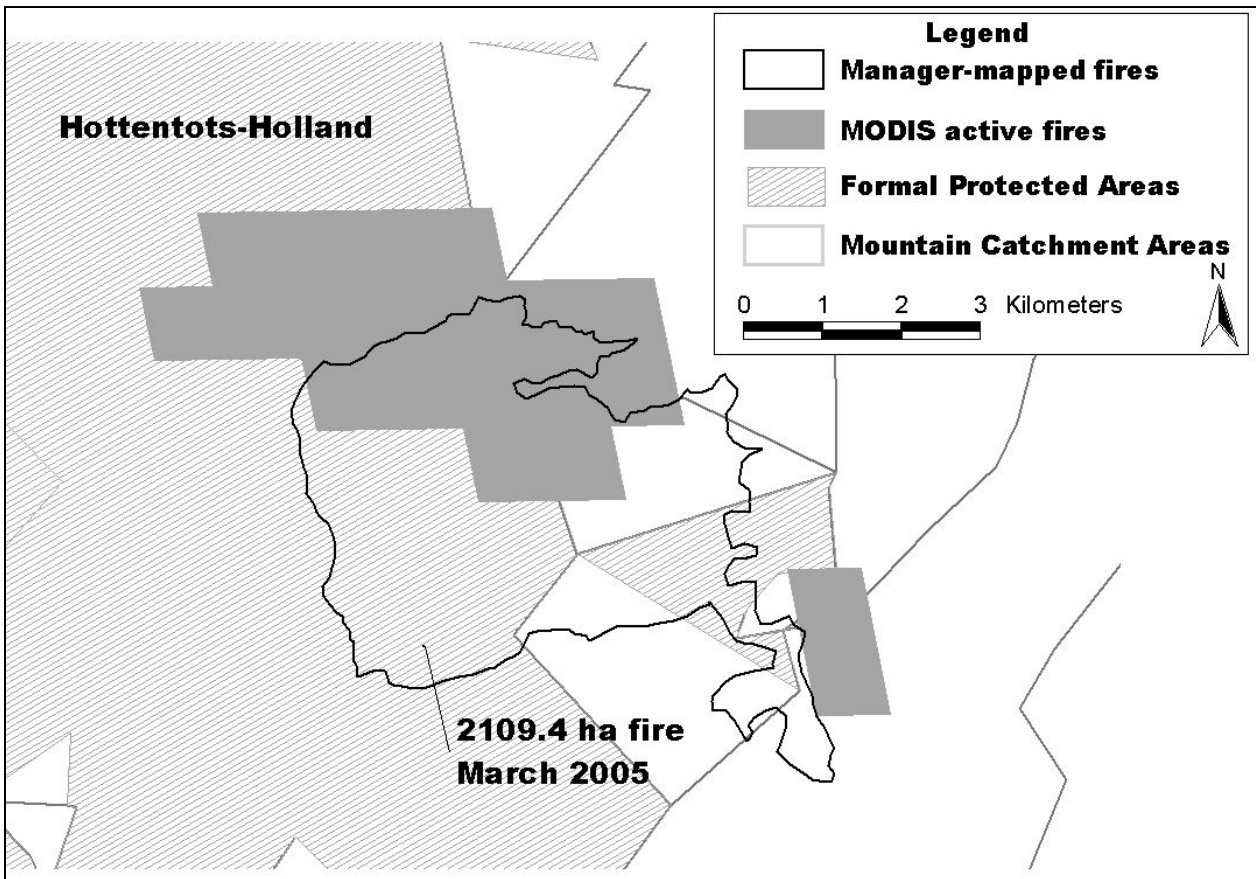 Legend
Manager-mapped fires
Hottentots-Holland
MODIS active fires
Formal Protected Areas
Mountain Catchment Areas
N
0 1 2 3 Kilometers
2109.4 ha fire
March 2005